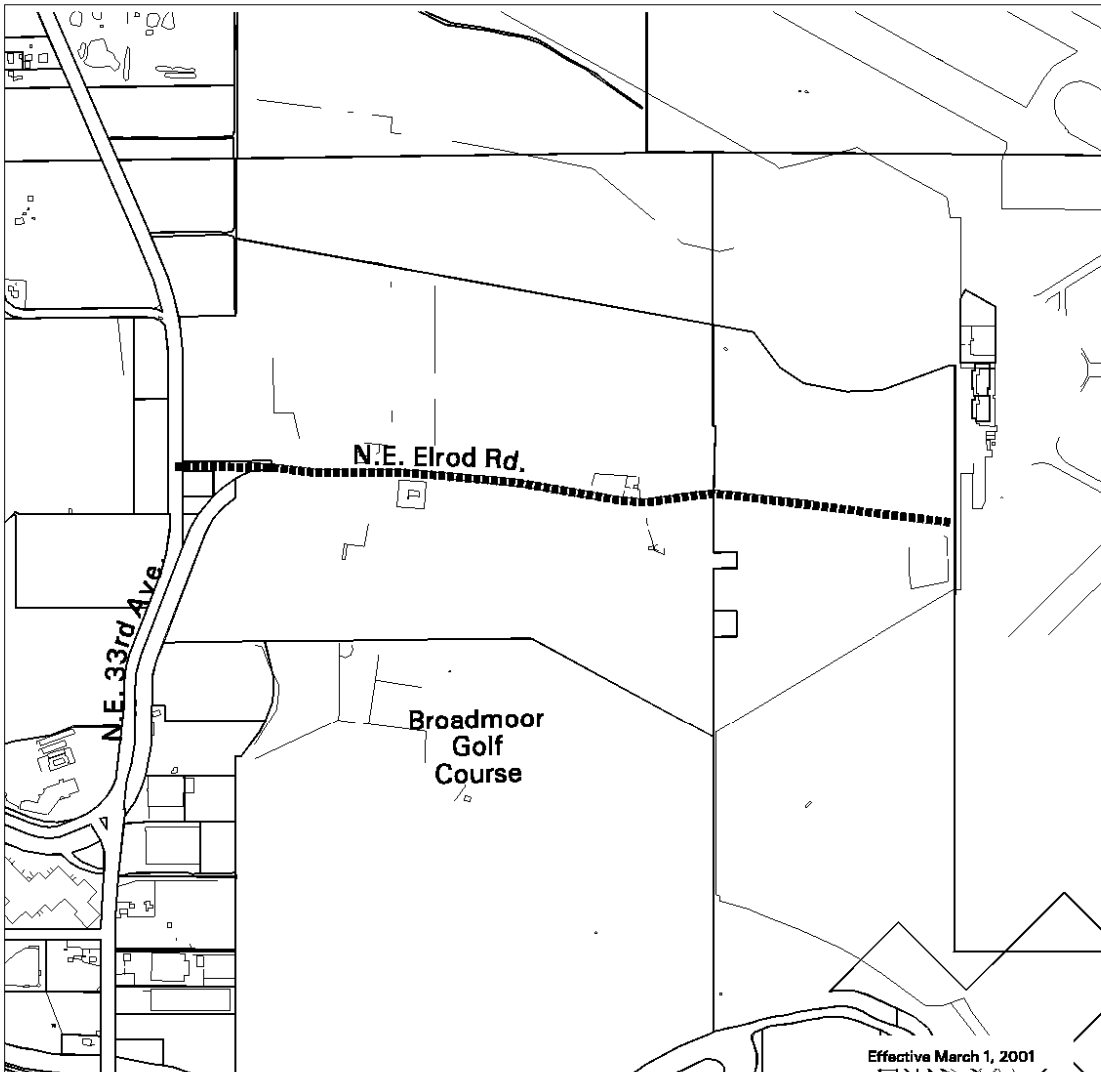 N.E. Elrod Rd.
N.E. 33rd Ave.
Broadmoor
Golf
Course
Effective March 1, 2001